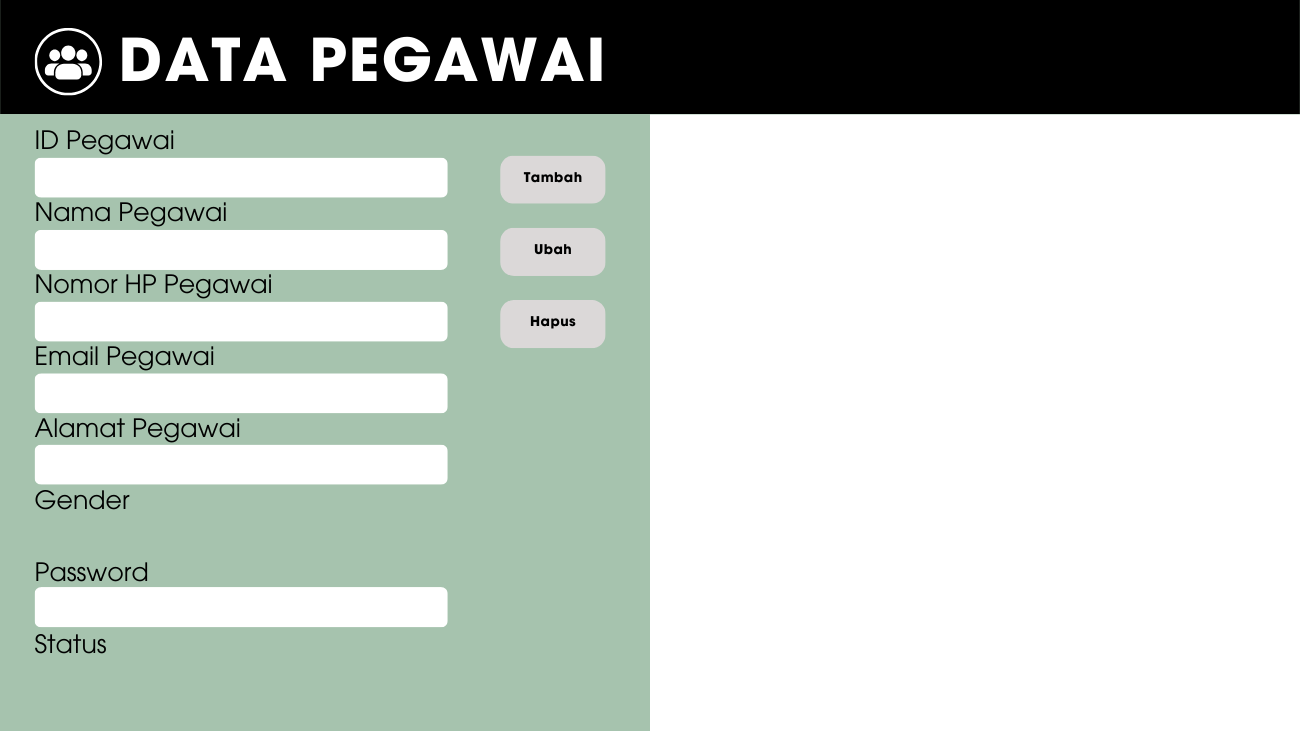 DATA PEGAWAI
ID Pegawai
Tambah
Nama Pegawai
Ubah
Nomor HP Pegawai
Hapus
Email Pegawai
Alamat Pegawai
Gender
Password
Status